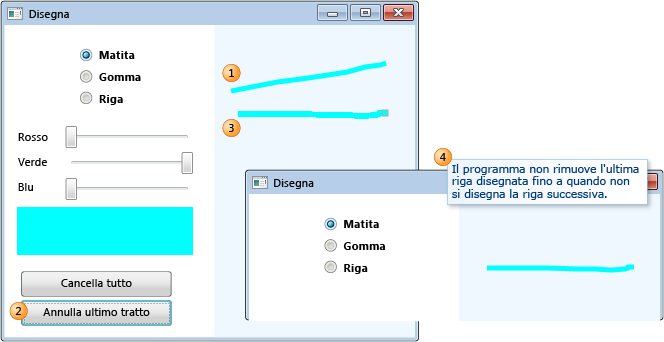 Disegna
Matita
Gomma
Riga
Rosso
Verde
Blu
Cancella tutto
2
Annulla ultimo tratto
1
3
4
Il programma non rimuove l'ultima
riga disegnata fino a quando non
si disegna la riga successiva.
Disegna
Matita
Gomma
Riga